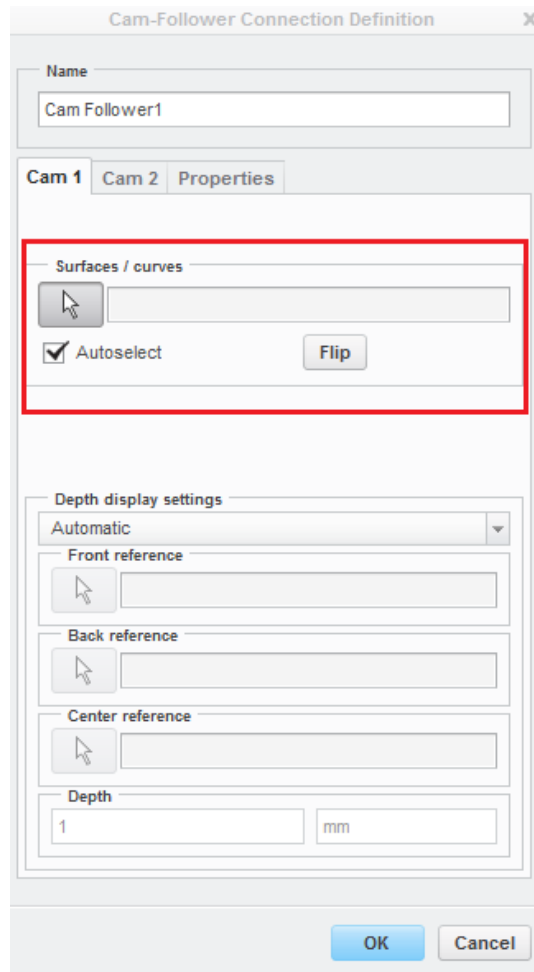 Cam-Follower Connection Definition X
Name
Cam Follower1
Cam 1 Cam 2 Properties
Surfaces / curves
Autoselect Flip
Depth display settings
Automatic
Front reference
Back reference
Center reference
Depth
1 mm
OK Cancel